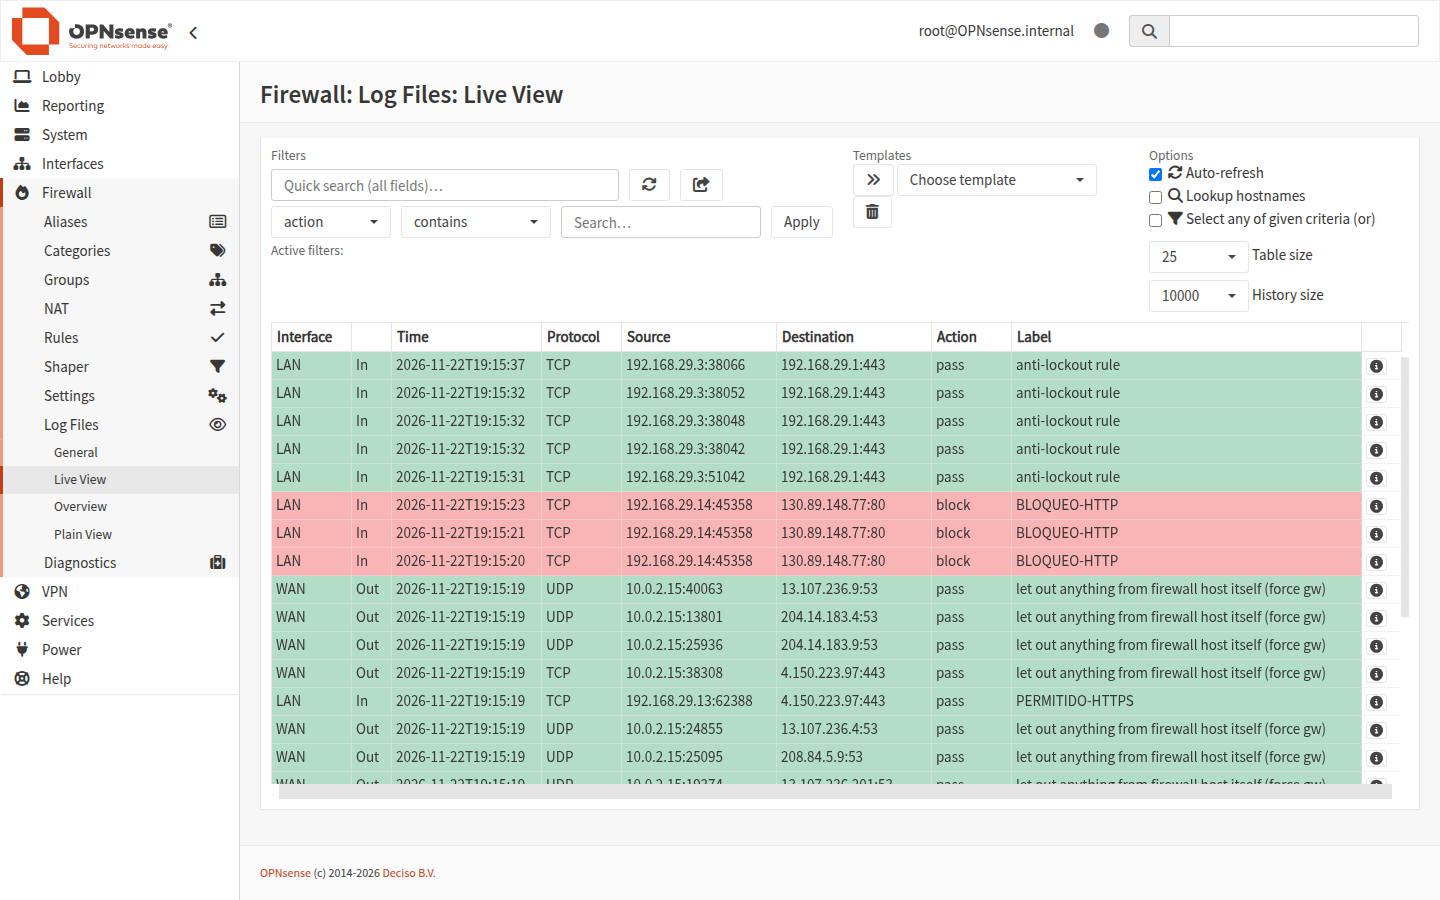 OPNsense®
Securing networks made easy
root@OPNsense.internal
Lobby
Reporting
System
Interfaces
Firewall
Aliases
Categories
Groups
NAT
Rules
Shaper
Settings
Log Files
General
Live View
Overview
Plain View
Diagnostics
VPN
Services
Power
Help
Firewall: Log Files: Live View
Filters
Quick search (all fields)...
action contains Search... Apply
Active filters:
Templates
Choose template
Options
Auto-refresh
Lookup hostnames
Select any of given criteria (or)
25 Table size
10000 History size
Interface Time Protocol Source Destination Action Label
LAN In 2026-11-22T19:15:37 TCP 192.168.29.3:38066 192.168.29.1:443 pass anti-lockout rule
LAN In 2026-11-22T19:15:32 TCP 192.168.29.3:38052 192.168.29.1:443 pass anti-lockout rule
LAN In 2026-11-22T19:15:32 TCP 192.168.29.3:38048 192.168.29.1:443 pass anti-lockout rule
LAN In 2026-11-22T19:15:32 TCP 192.168.29.3:38042 192.168.29.1:443 pass anti-lockout rule
LAN In 2026-11-22T19:15:31 TCP 192.168.29.3:51042 192.168.29.1:443 pass anti-lockout rule
LAN In 2026-11-22T19:15:23 TCP 192.168.29.14:45358 130.89.148.77:80 block BLOQUEO-HTTP
LAN In 2026-11-22T19:15:21 TCP 192.168.29.14:45358 130.89.148.77:80 block BLOQUEO-HTTP
LAN In 2026-11-22T19:15:20 TCP 192.168.29.14:45358 130.89.148.77:80 block BLOQUEO-HTTP
WAN Out 2026-11-22T19:15:19 UDP 10.0.2.15:40063 13.107.236.9:53 pass let out anything from firewall host itself (force gw)
WAN Out 2026-11-22T19:15:19 UDP 10.0.2.15:13801 204.14.183.4:53 pass let out anything from firewall host itself (force gw)
WAN Out 2026-11-22T19:15:19 UDP 10.0.2.15:25936 204.14.183.9:53 pass let out anything from firewall host itself (force gw)
WAN Out 2026-11-22T19:15:19 TCP 10.0.2.15:38308 4.150.223.97:443 pass let out anything from firewall host itself (force gw)
LAN In 2026-11-22T19:15:19 TCP 192.168.29.13:62388 4.150.223.97:443 pass PERMITIDO-HTTPS
WAN Out 2026-11-22T19:15:19 UDP 10.0.2.15:24855 13.107.236.4:53 pass let out anything from firewall host itself (force gw)
WAN Out 2026-11-22T19:15:19 UDP 10.0.2.15:25095 208.84.5.9:53 pass let out anything from firewall host itself (force gw)
WAN Out 2026-11-22T19:15:19 UDP pass let out anything from firewall host itself (force gw)
OPNsense (c) 2014-2026 Deciso B.V.